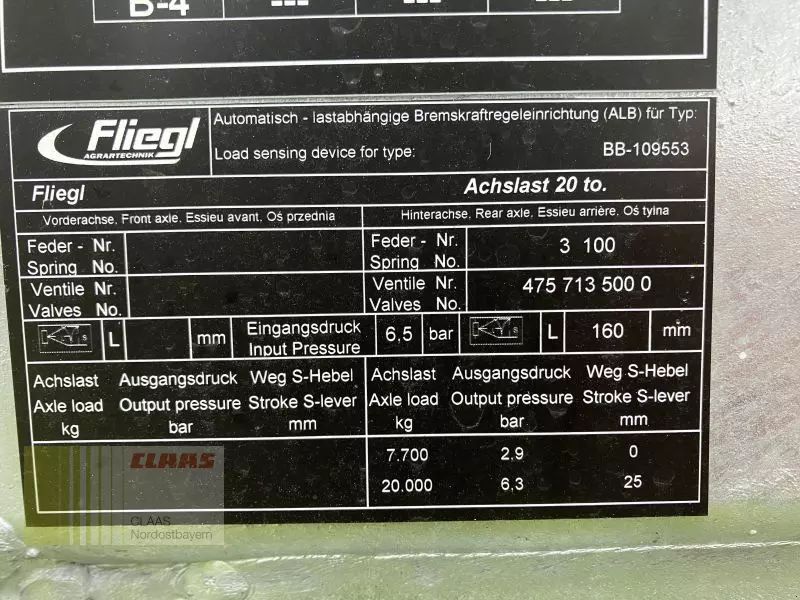 B-4 --- --- ---
Fliegl
AGRARTECHNIK
Automatisch - lastabhängige Bremskraftregeleinrichtung (ALB) für Typ:
Load sensing device for type: BB-109553
Fliegl Achslast 20 to.
Vorderachse. Front axle. Essieu avant. Oś przednia
Hinterachse. Rear axle. Essieu arrière. Oś tylna
Feder - Nr. Feder - Nr. 3 100
Spring No. Spring No.
Ventile Nr. Ventile Nr. 475 713 500 0
Valves No. Valves No.
L mm Eingangsdruck 6,5 bar L 160 mm
Input Pressure
Achslast Ausgangsdruck Weg S-Hebel Achslast Ausgangsdruck Weg S-Hebel
Axle load Output pressure Stroke S-lever Axle load Output pressure Stroke S-lever
kg bar mm kg bar mm
7.700 2,9 0
20.000 6,3 25
CLAAS
CLAAS
Nordostbayern